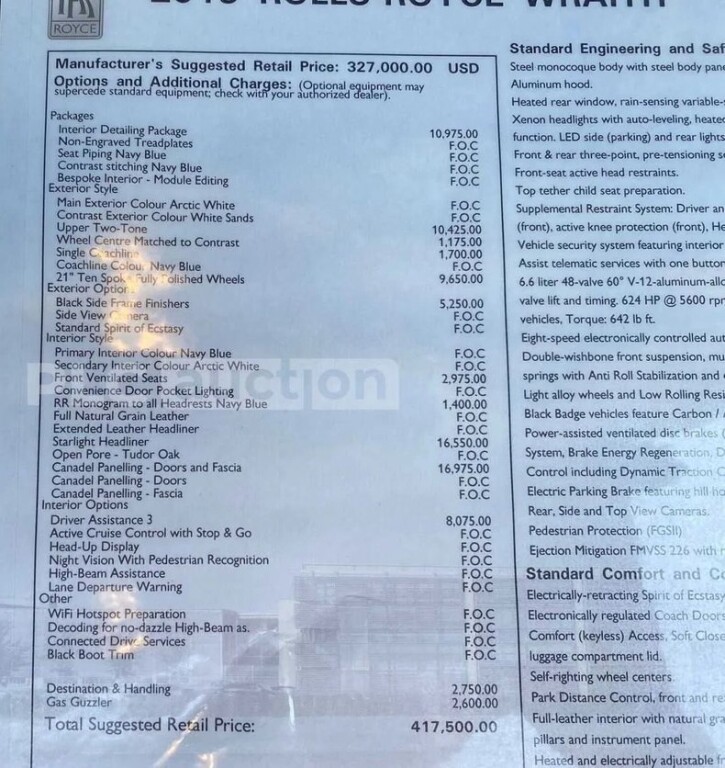 RR
ROYCE
2019 ROLLS-ROYCE WRAITH
Manufacturer's Suggested Retail Price: 327,000.00 USD
Options and Additional Charges: (Optional equipment may
supercede standard equipment; check with your authorized dealer).
Packages
Interior Detailing Package 10,975.00
Non-Engraved Treadplates F.O.C
Seat Piping Navy Blue F.O.C
Contrast stitching Navy Blue F.O.C
Bespoke Interior - Module Editing F.O.C
Exterior Style
Main Exterior Colour Arctic White F.O.C
Contrast Exterior Colour White Sands F.O.C
Upper Two-Tone 10,425.00
Wheel Centre Matched to Contrast 1,175.00
Single Coachline 1,700.00
Coachline Colour Navy Blue F.O.C
21" Ten Spoke Fully Polished Wheels 9,650.00
Exterior Options
Black Side Frame Finishers 5,250.00
Side View Camera F.O.C
Standard Spirit of Ecstasy F.O.C
Interior Style
Primary Interior Colour Navy Blue F.O.C
Secondary Interior Colour Arctic White F.O.C
Front Ventilated Seats 2,975.00
Convenience Door Pocket Lighting F.O.C
RR Monogram to all Headrests Navy Blue 1,400.00
Full Natural Grain Leather F.O.C
Extended Leather Headliner F.O.C
Starlight Headliner 16,550.00
Open Pore - Tudor Oak F.O.C
Canadel Panelling - Doors and Fascia 16,975.00
Canadel Panelling - Doors F.O.C
Canadel Panelling - Fascia F.O.C
Interior Options
Driver Assistance 3 8,075.00
Active Cruise Control with Stop & Go F.O.C
Head-Up Display F.O.C
Night Vision With Pedestrian Recognition F.O.C
High-Beam Assistance F.O.C
Lane Departure Warning F.O.C
Other
WiFi Hotspot Preparation F.O.C
Decoding for no-dazzle High-Beam as. F.O.C
Connected Drive Services F.O.C
Black Boot Trim F.O.C
Destination & Handling 2,750.00
Gas Guzzler 2,600.00
Total Suggested Retail Price: 417,500.00
Standard Engineering and Saf
Steel monocoque body with steel body pane
Aluminum hood.
Heated rear window, rain-sensing variable-
Xenon headlights with auto-leveling, heated
function. LED side (parking) and rear lights
Front & rear three-point, pre-tensioning se
Front-seat active head restraints.
Top tether child seat preparation.
Supplemental Restraint System: Driver an
(front), active knee protection (front), He
Vehicle security system featuring interior
Assist telematic services with one button
6.6 liter 48-valve 60° V-12-aluminum-allo
valve lift and timing. 624 HP @ 5600 rpm
vehicles, Torque: 642 lb ft.
Eight-speed electronically controlled aut
Double-wishbone front suspension, mu
springs with Anti Roll Stabilization and
Light alloy wheels and Low Rolling Resi
Black Badge vehicles feature Carbon /
Power-assisted ventilated disc brakes (
System, Brake Energy Regeneration, D
Control including Dynamic Traction C
Electric Parking Brake featuring hill-ho
Rear, Side and Top View Cameras.
Pedestrian Protection (FGSII)
Ejection Mitigation FMVSS 226 with r
Standard Comfort and Co
Electrically-retracting Spirit of Ecstasy
Electronically regulated Coach Doors
Comfort (keyless) Access, Soft Close
luggage compartment lid.
Self-righting wheel centers
Park Distance Control, front and re
Full-leather interior with natural gra
pillars and instrument panel.
Heated and electrically adjustable fr